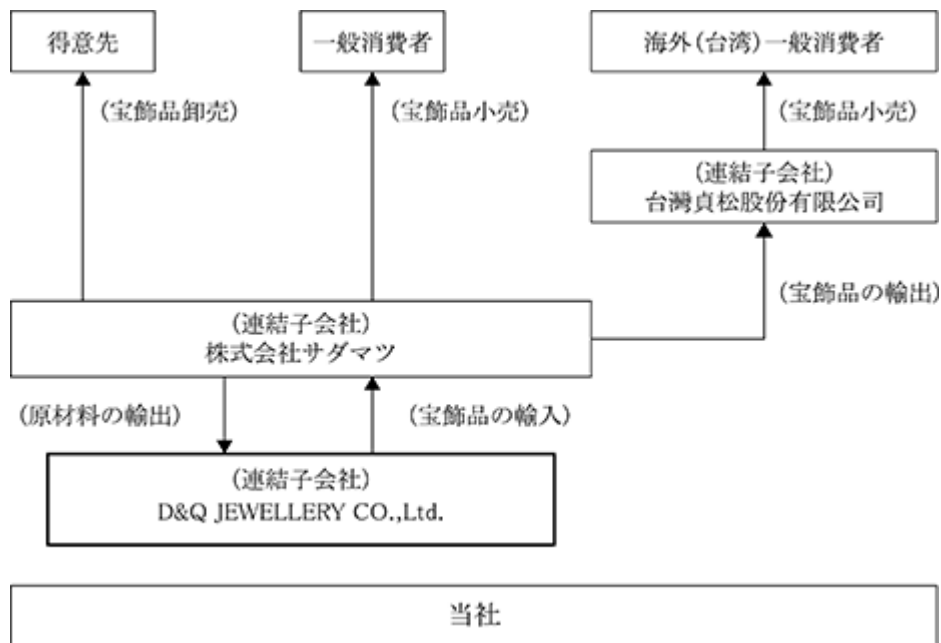 得意先
一般消費者
海外(台湾)一般消費者
(宝飾品卸売)
(宝飾品小売)
(宝飾品小売)
(連結子会社)
台灣貞松股份有限公司
(宝飾品の輸出)
(連結子会社)
株式会社サダマツ
(原材料の輸出)
(宝飾品の輸入)
(連結子会社)
D&Q JEWELLERY CO.,Ltd.
当社